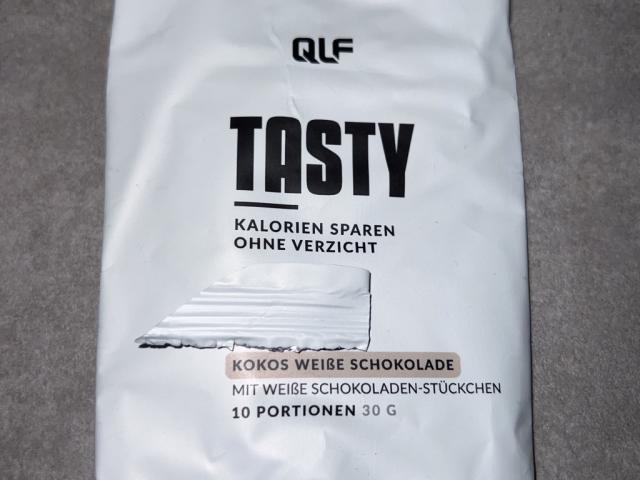 QLF
TASTY
KALORIEN SPAREN
OHNE VERZICHT
KOKOS WEIßE SCHOKOLADE
MIT WEIßE SCHOKOLADEN-STÜCKCHEN
10 PORTIONEN 30 G